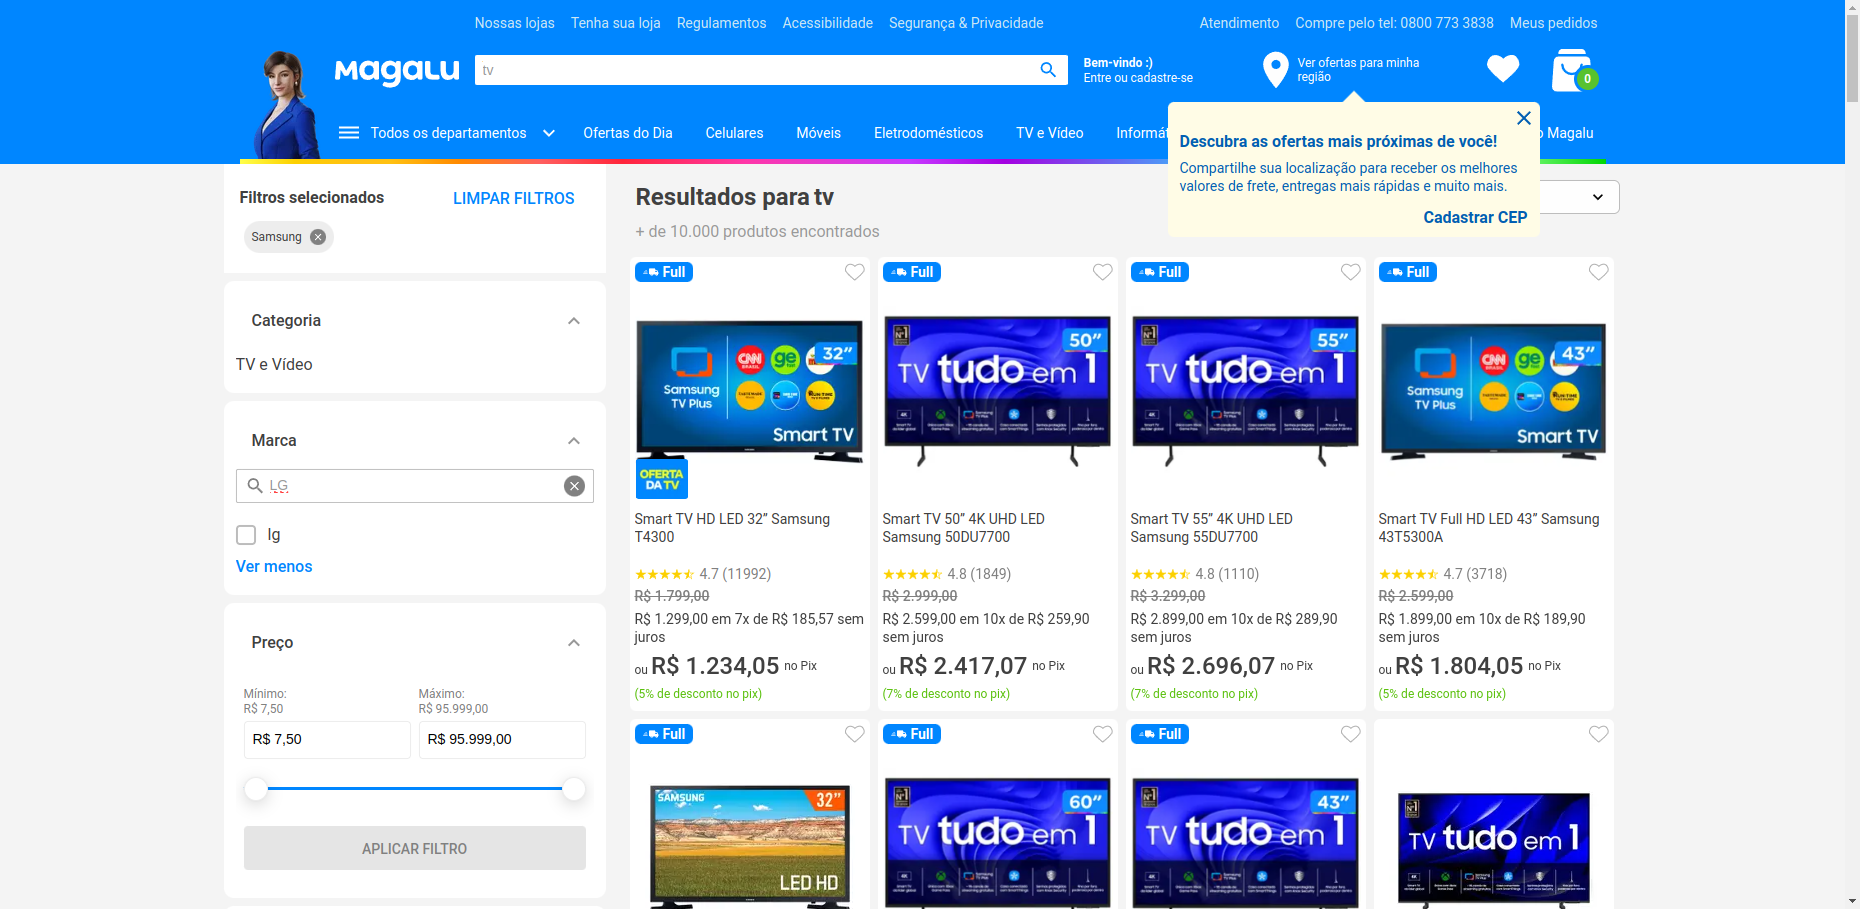 Nossas lojas
Tenha sua loja
Regulamentos
Acessibilidade
Segurança & Privacidade
Atendimento
Compre pelo tel: 0800 773 3838
Meus pedidos
Magalu
tv
Bem-vindo :)
Entre ou cadastre-se
Ver ofertas para minha
região
0
Todos os departamentos
Ofertas do Dia
Celulares
Móveis
Eletrodomésticos
TV e Vídeo
Informát
o Magalu
Descubra as ofertas mais próximas de você!
Compartilhe sua localização para receber os melhores
valores de frete, entregas mais rápidas e muito mais.
Cadastrar CEP
Filtros selecionados
LIMPAR FILTROS
Samsung
Categoria
TV e Vídeo
Marca
LG
lg
Ver menos
Preço
Mínimo:
R$ 7,50
Máximo:
R$ 95.999,00
R$ 7,50
R$ 95.999,00
APLICAR FILTRO
Resultados para tv
+ de 10.000 produtos encontrados
Full
32”
CNN
BRASIL
ge
Samsung
TV Plus
Smart TV
OFERTA
DA TV
Smart TV HD LED 32” Samsung
T4300
4.7 (11992)
R$ 1.799,00
R$ 1.299,00 em 7x de R$ 185,57 sem
juros
ou R$ 1.234,05 no Pix
(5% de desconto no pix)
Full
50”
TV tudo em 1
Smart TV 50” 4K UHD LED
Samsung 50DU7700
4.8 (1849)
R$ 2.999,00
R$ 2.599,00 em 10x de R$ 259,90
sem juros
ou R$ 2.417,07 no Pix
(7% de desconto no pix)
Full
55”
TV tudo em 1
Smart TV 55” 4K UHD LED
Samsung 55DU7700
4.8 (1110)
R$ 3.299,00
R$ 2.899,00 em 10x de R$ 289,90
sem juros
ou R$ 2.696,07 no Pix
(7% de desconto no pix)
Full
43”
CNN
BRASIL
ge
Samsung
TV Plus
Smart TV
Smart TV Full HD LED 43” Samsung
43T5300A
4.7 (3718)
R$ 2.599,00
R$ 1.899,00 em 10x de R$ 189,90
sem juros
ou R$ 1.804,05 no Pix
(5% de desconto no pix)
Full
SAMSUNG
32”
LED HD
Full
60”
TV tudo em 1
Full
43”
TV tudo em 1
TV tudo em 1